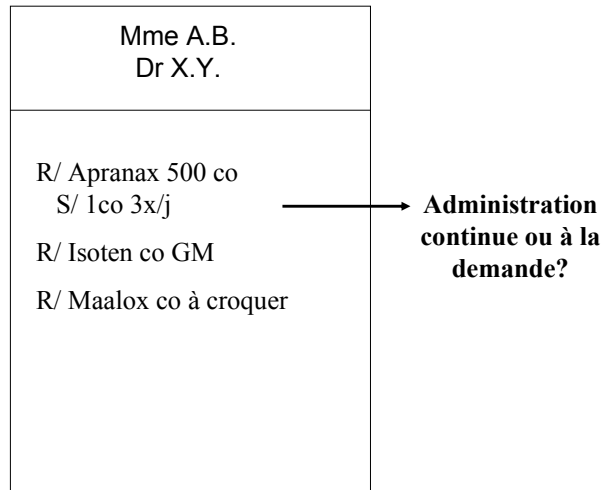 Mme A.B.
Dr X.Y.
R/ Apranax 500 co
S/ 1co 3x/j
R/ Isoten co GM
R/ Maalox co à croquer
Administration
continue ou à la
demande?